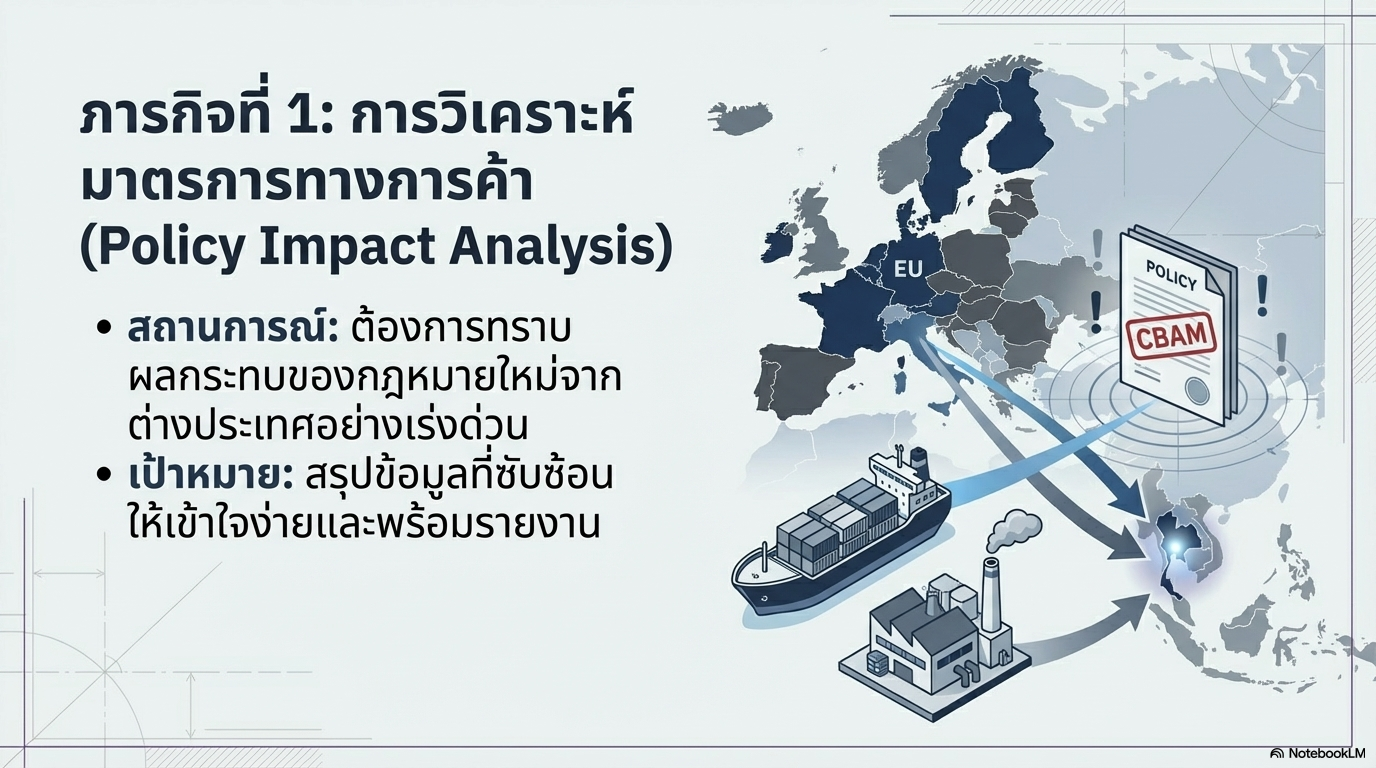 ภารกิจที่ 1: การวิเคราะห์
มาตรการทางการค้า
(Policy Impact Analysis)
• สถานการณ์: ต้องการทราบ
ผลกระทบของกฎหมายใหม่จาก
ต่างประเทศอย่างเร่งด่วน
• เป้าหมาย: สรุปข้อมูลที่ซับซ้อน
ให้เข้าใจง่ายและพร้อมรายงาน
EU
POLICY
CBAM
NotebookLM